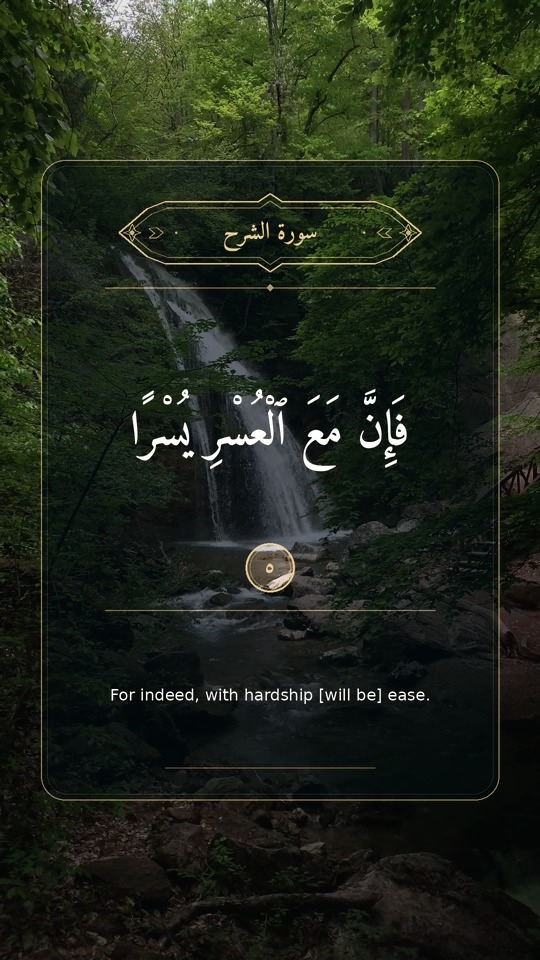 سورة الشرح
فَإِنَّ مَعَ ٱلْعُسْرِ يُسْرًا
٥
For indeed, with hardship [will be] ease.